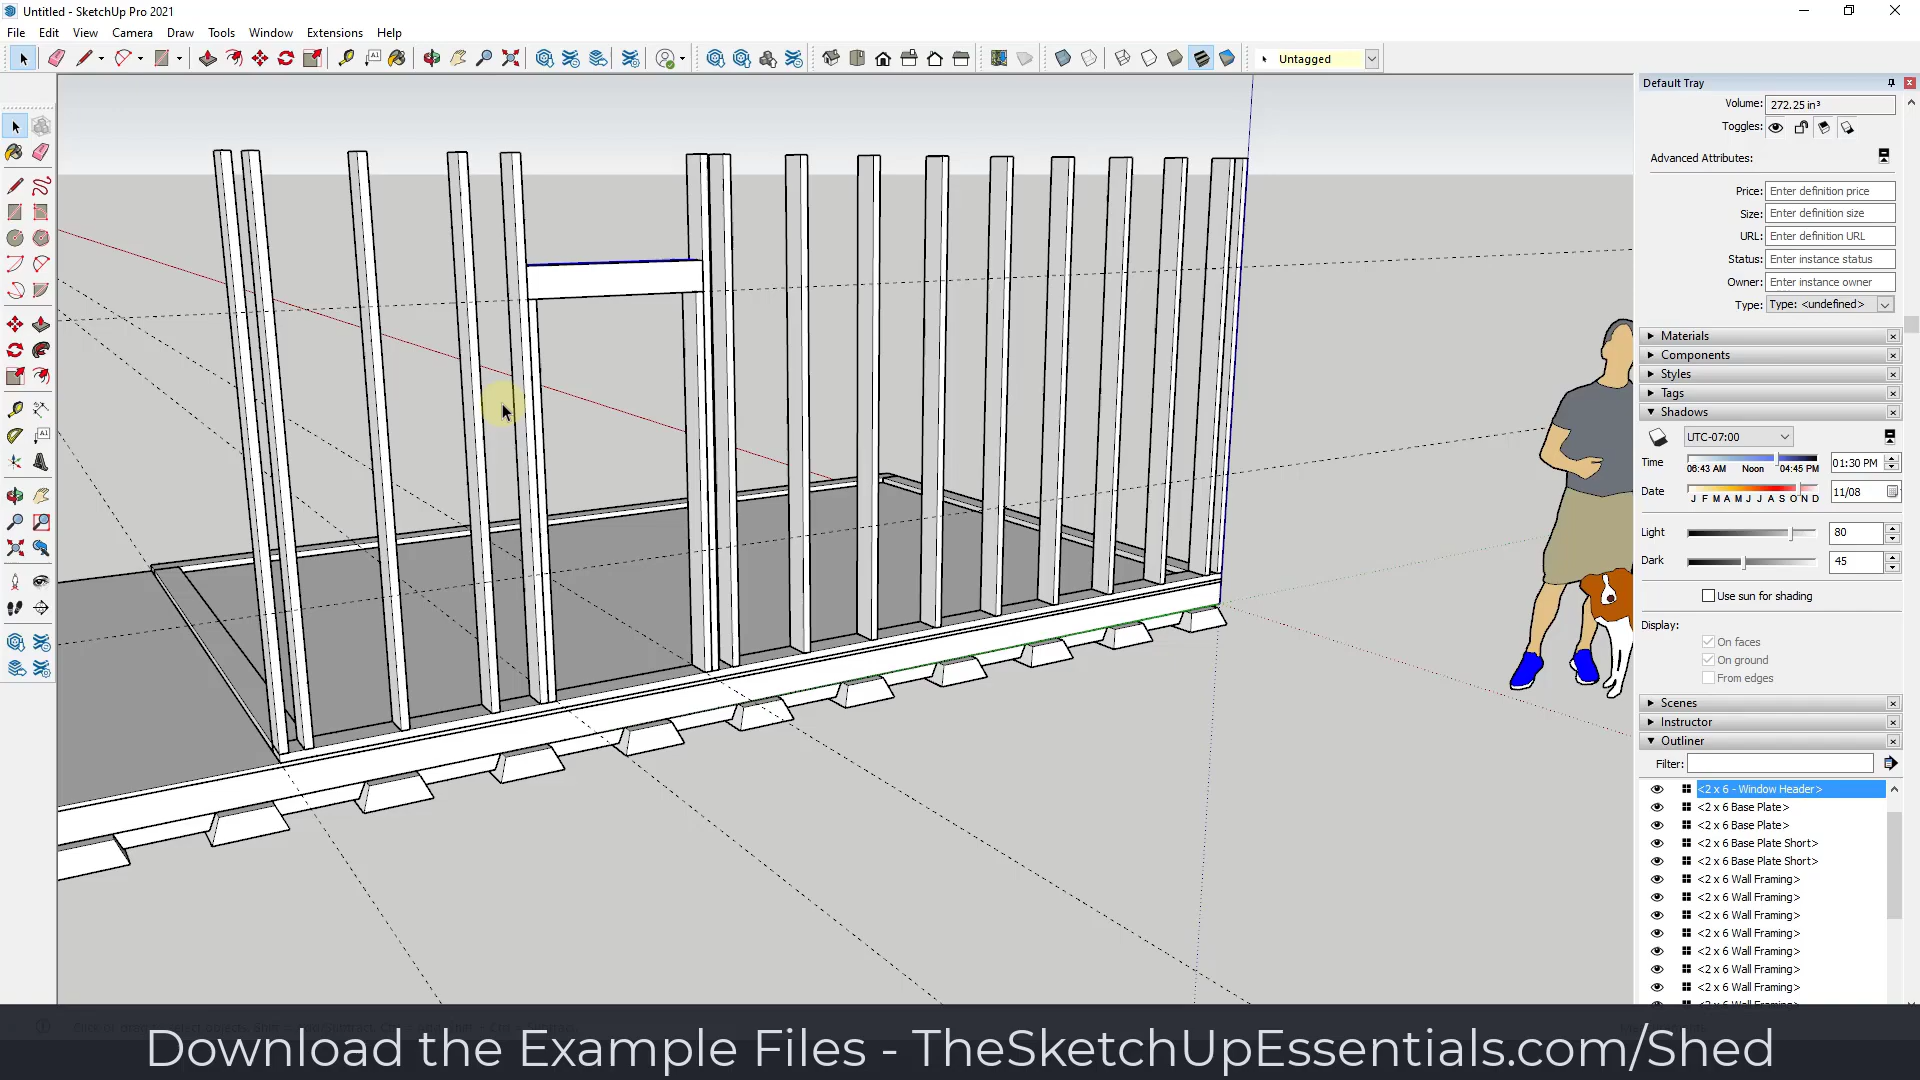 Untitled - SketchUp Pro 2021
File Edit View Camera Draw Tools Window Extensions Help
Untagged
Default Tray
Volume: 272.25 in³
Toggles:
Advanced Attributes:
Price: Enter definition price
Size: Enter definition size
URL: Enter definition URL
Status: Enter instance status
Owner: Enter instance owner
Type: Type: <undefined>
Materials
Components
Styles
Tags
Shadows
UTC-07:00
Time 06:43 AM Noon 04:45 PM 01:30 PM
Date J F M A M J J A S O N D 11/08
Light 80
Dark 45
Use sun for shading
Display:
On faces
On ground
From edges
Scenes
Instructor
Outliner
Filter:
<2 x 6 - Window Header>
<2 x 6 Base Plate>
<2 x 6 Base Plate>
<2 x 6 Base Plate Short>
<2 x 6 Base Plate Short>
<2 x 6 Wall Framing>
<2 x 6 Wall Framing>
<2 x 6 Wall Framing>
<2 x 6 Wall Framing>
<2 x 6 Wall Framing>
<2 x 6 Wall Framing>
<2 x 6 Wall Framing>
Download the Example Files - TheSketchUpEssentials.com/Shed